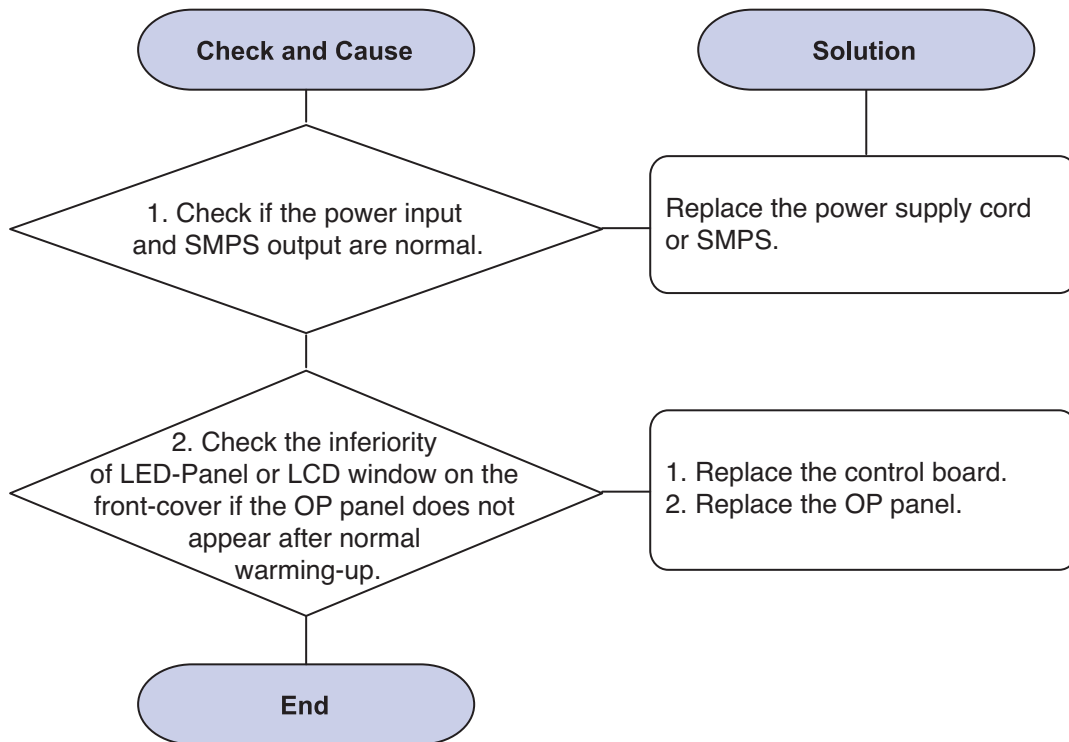 Check and Cause
Solution
1. Check if the power input
and SMPS output are normal.
Replace the power supply cord
or SMPS.
2. Check the inferiority
of LED-Panel or LCD window on the
front-cover if the OP panel does not
appear after normal
warming-up.
1. Replace the control board.
2. Replace the OP panel.
End